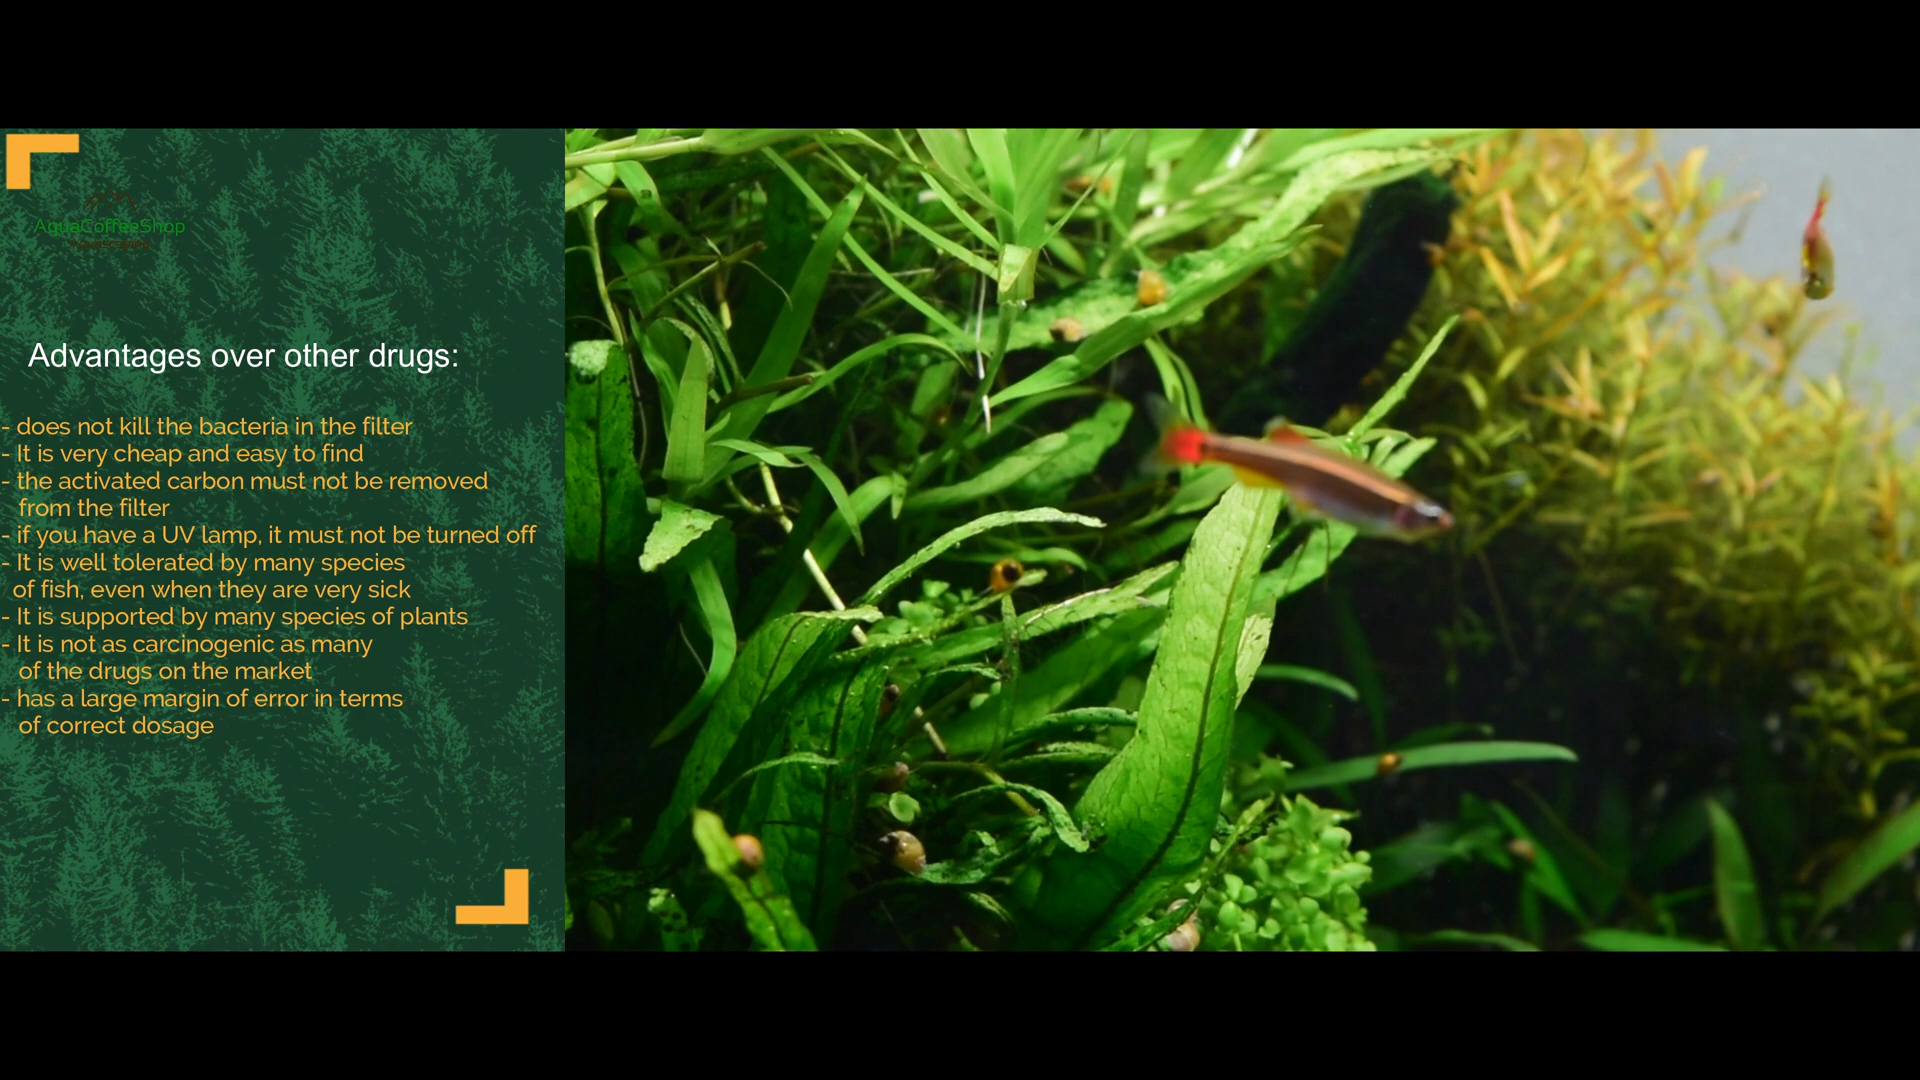 AquaCoffeeShop
Aquascaping
Advantages over other drugs:
- does not kill the bacteria in the filter
- It is very cheap and easy to find
- the activated carbon must not be removed
from the filter
- if you have a UV lamp, it must not be turned off
- It is well tolerated by many species
of fish, even when they are very sick
- It is supported by many species of plants
- It is not as carcinogenic as many
of the drugs on the market
- has a large margin of error in terms
of correct dosage